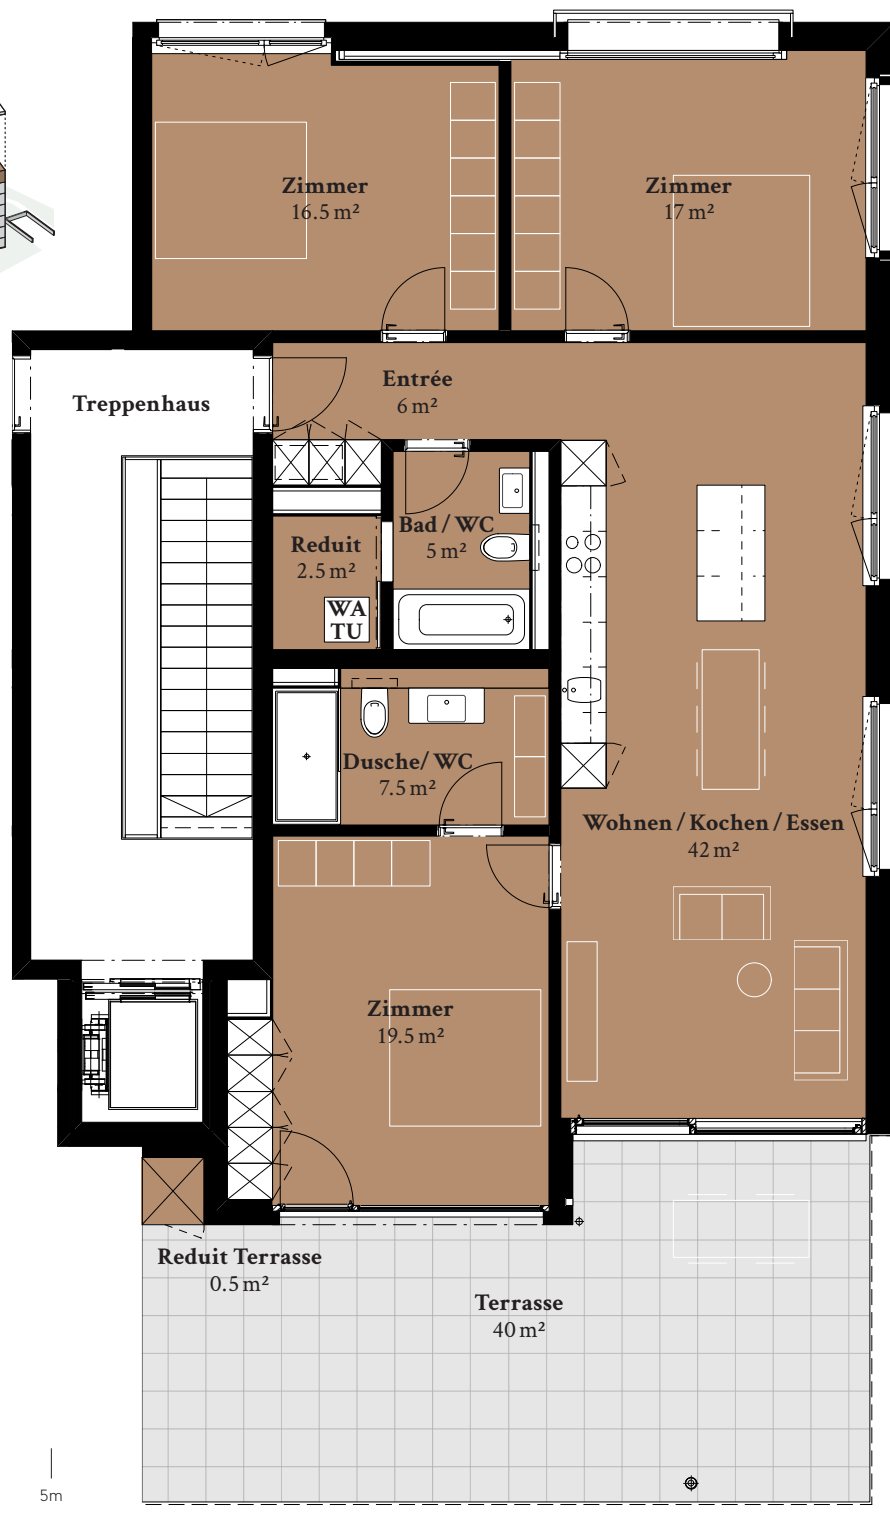 Zimmer
16.5 m²
Zimmer
17 m²
Entrée
6 m²
Treppenhaus
Bad / WC
5 m²
Reduit
2.5 m²
WA
TU
Dusche/ WC
7.5 m²
Wohnen / Kochen / Essen
42 m²
Zimmer
19.5 m²
Reduit Terrasse
0.5 m²
Terrasse
40 m²
5m